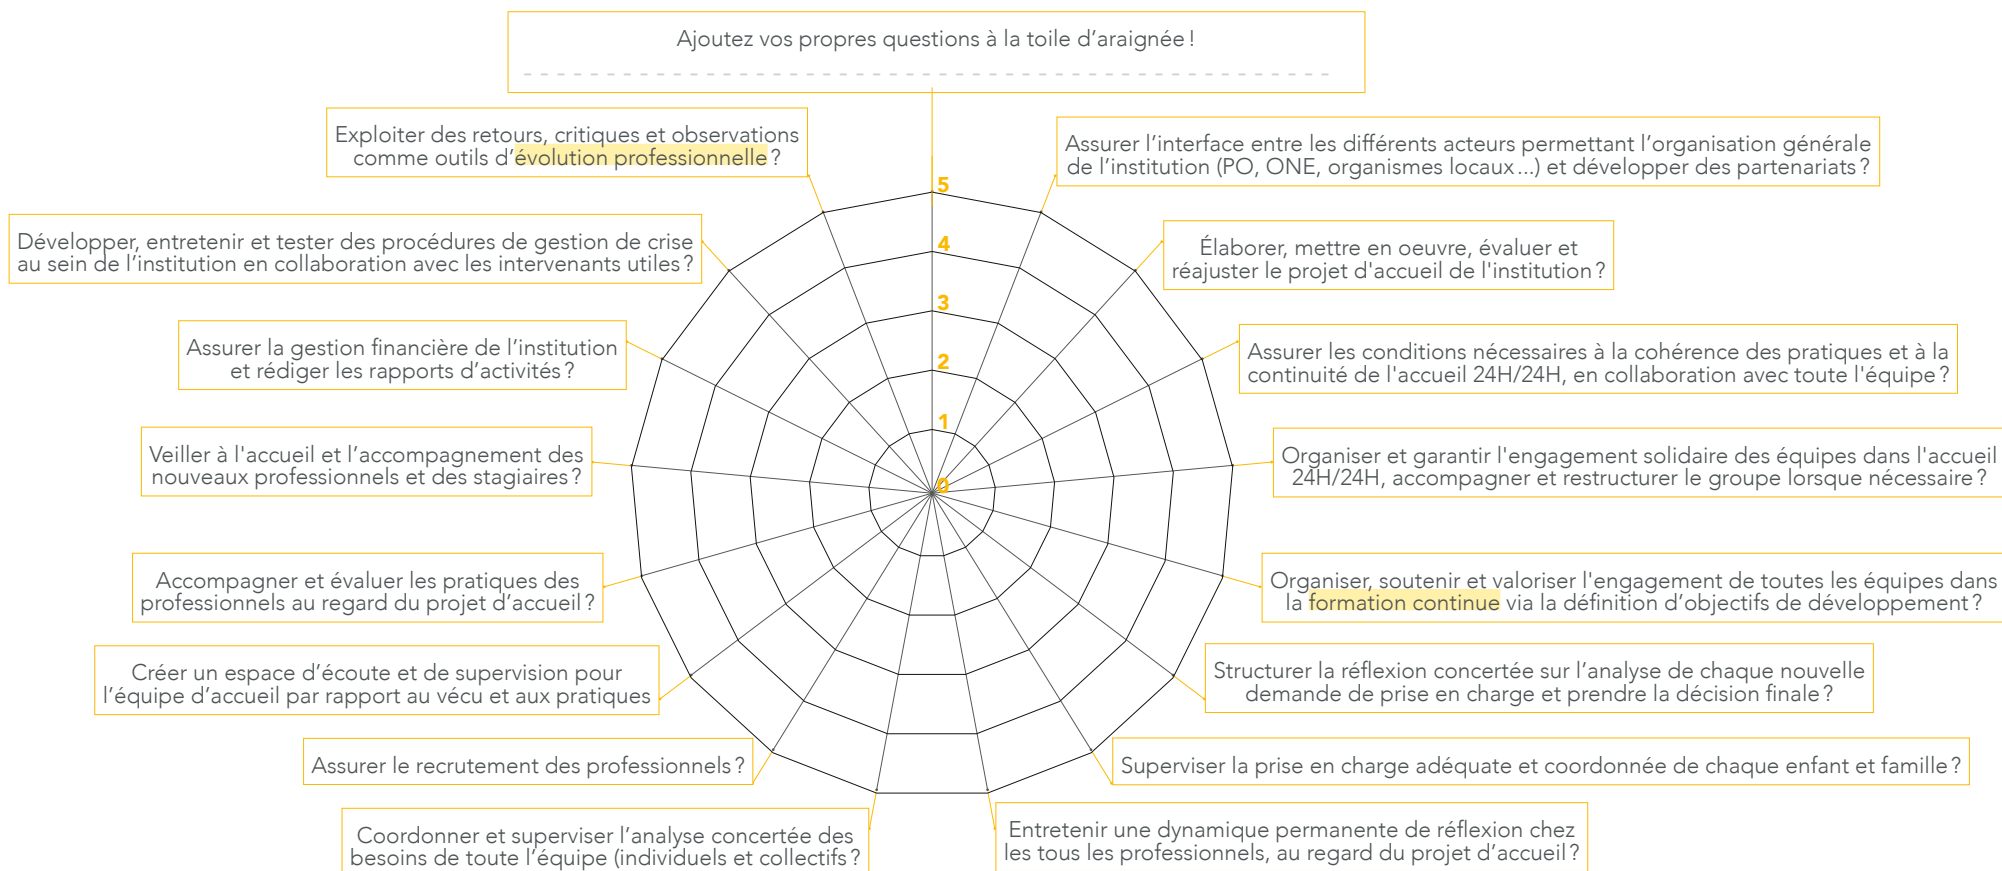 Ajoutez vos propres questions à la toile d’araignée !
Exploiter des retours, critiques et observations
comme outils d’évolution professionnelle ?
Assurer l’interface entre les différents acteurs permettant l’organisation générale
de l’institution (PO, ONE, organismes locaux ...) et développer des partenariats ?
Développer, entretenir et tester des procédures de gestion de crise
au sein de l’institution en collaboration avec les intervenants utiles ?
Élaborer, mettre en oeuvre, évaluer et
réajuster le projet d'accueil de l'institution ?
Assurer la gestion financière de l’institution
et rédiger les rapports d’activités ?
Assurer les conditions nécessaires à la cohérence des pratiques et à la
continuité de l'accueil 24H/24H, en collaboration avec toute l'équipe ?
Veiller à l'accueil et l’accompagnement des
nouveaux professionnels et des stagiaires ?
Organiser et garantir l'engagement solidaire des équipes dans l'accueil
24H/24H, accompagner et restructurer le groupe lorsque nécessaire ?
Accompagner et évaluer les pratiques des
professionnels au regard du projet d’accueil ?
Organiser, soutenir et valoriser l'engagement de toutes les équipes dans
la formation continue via la définition d’objectifs de développement ?
Créer un espace d’écoute et de supervision pour
l’équipe d’accueil par rapport au vécu et aux pratiques
Structurer la réflexion concertée sur l’analyse de chaque nouvelle
demande de prise en charge et prendre la décision finale ?
Assurer le recrutement des professionnels ?
Superviser la prise en charge adéquate et coordonnée de chaque enfant et famille ?
Coordonner et superviser l’analyse concertée des
besoins de toute l’équipe (individuels et collectifs ?
Entretenir une dynamique permanente de réflexion chez
les tous les professionnels, au regard du projet d’accueil ?
5
4
3
2
1
0